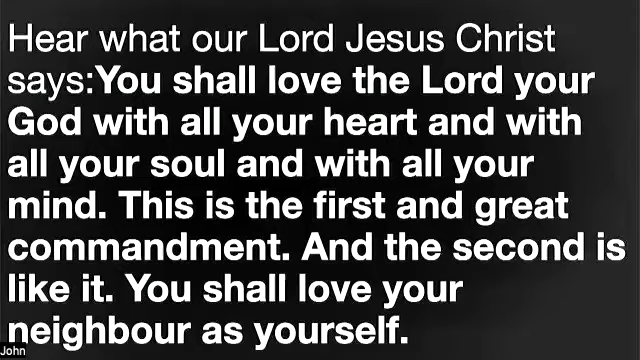 Hear what our Lord Jesus Christ
says:You shall love the Lord your
God with all your heart and with
all your soul and with all your
mind. This is the first and great
commandment. And the second is
like it. You shall love your
neighbour as yourself.
John